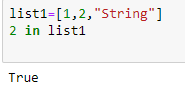 list1=[1,2,"String"]
2 in list1
True